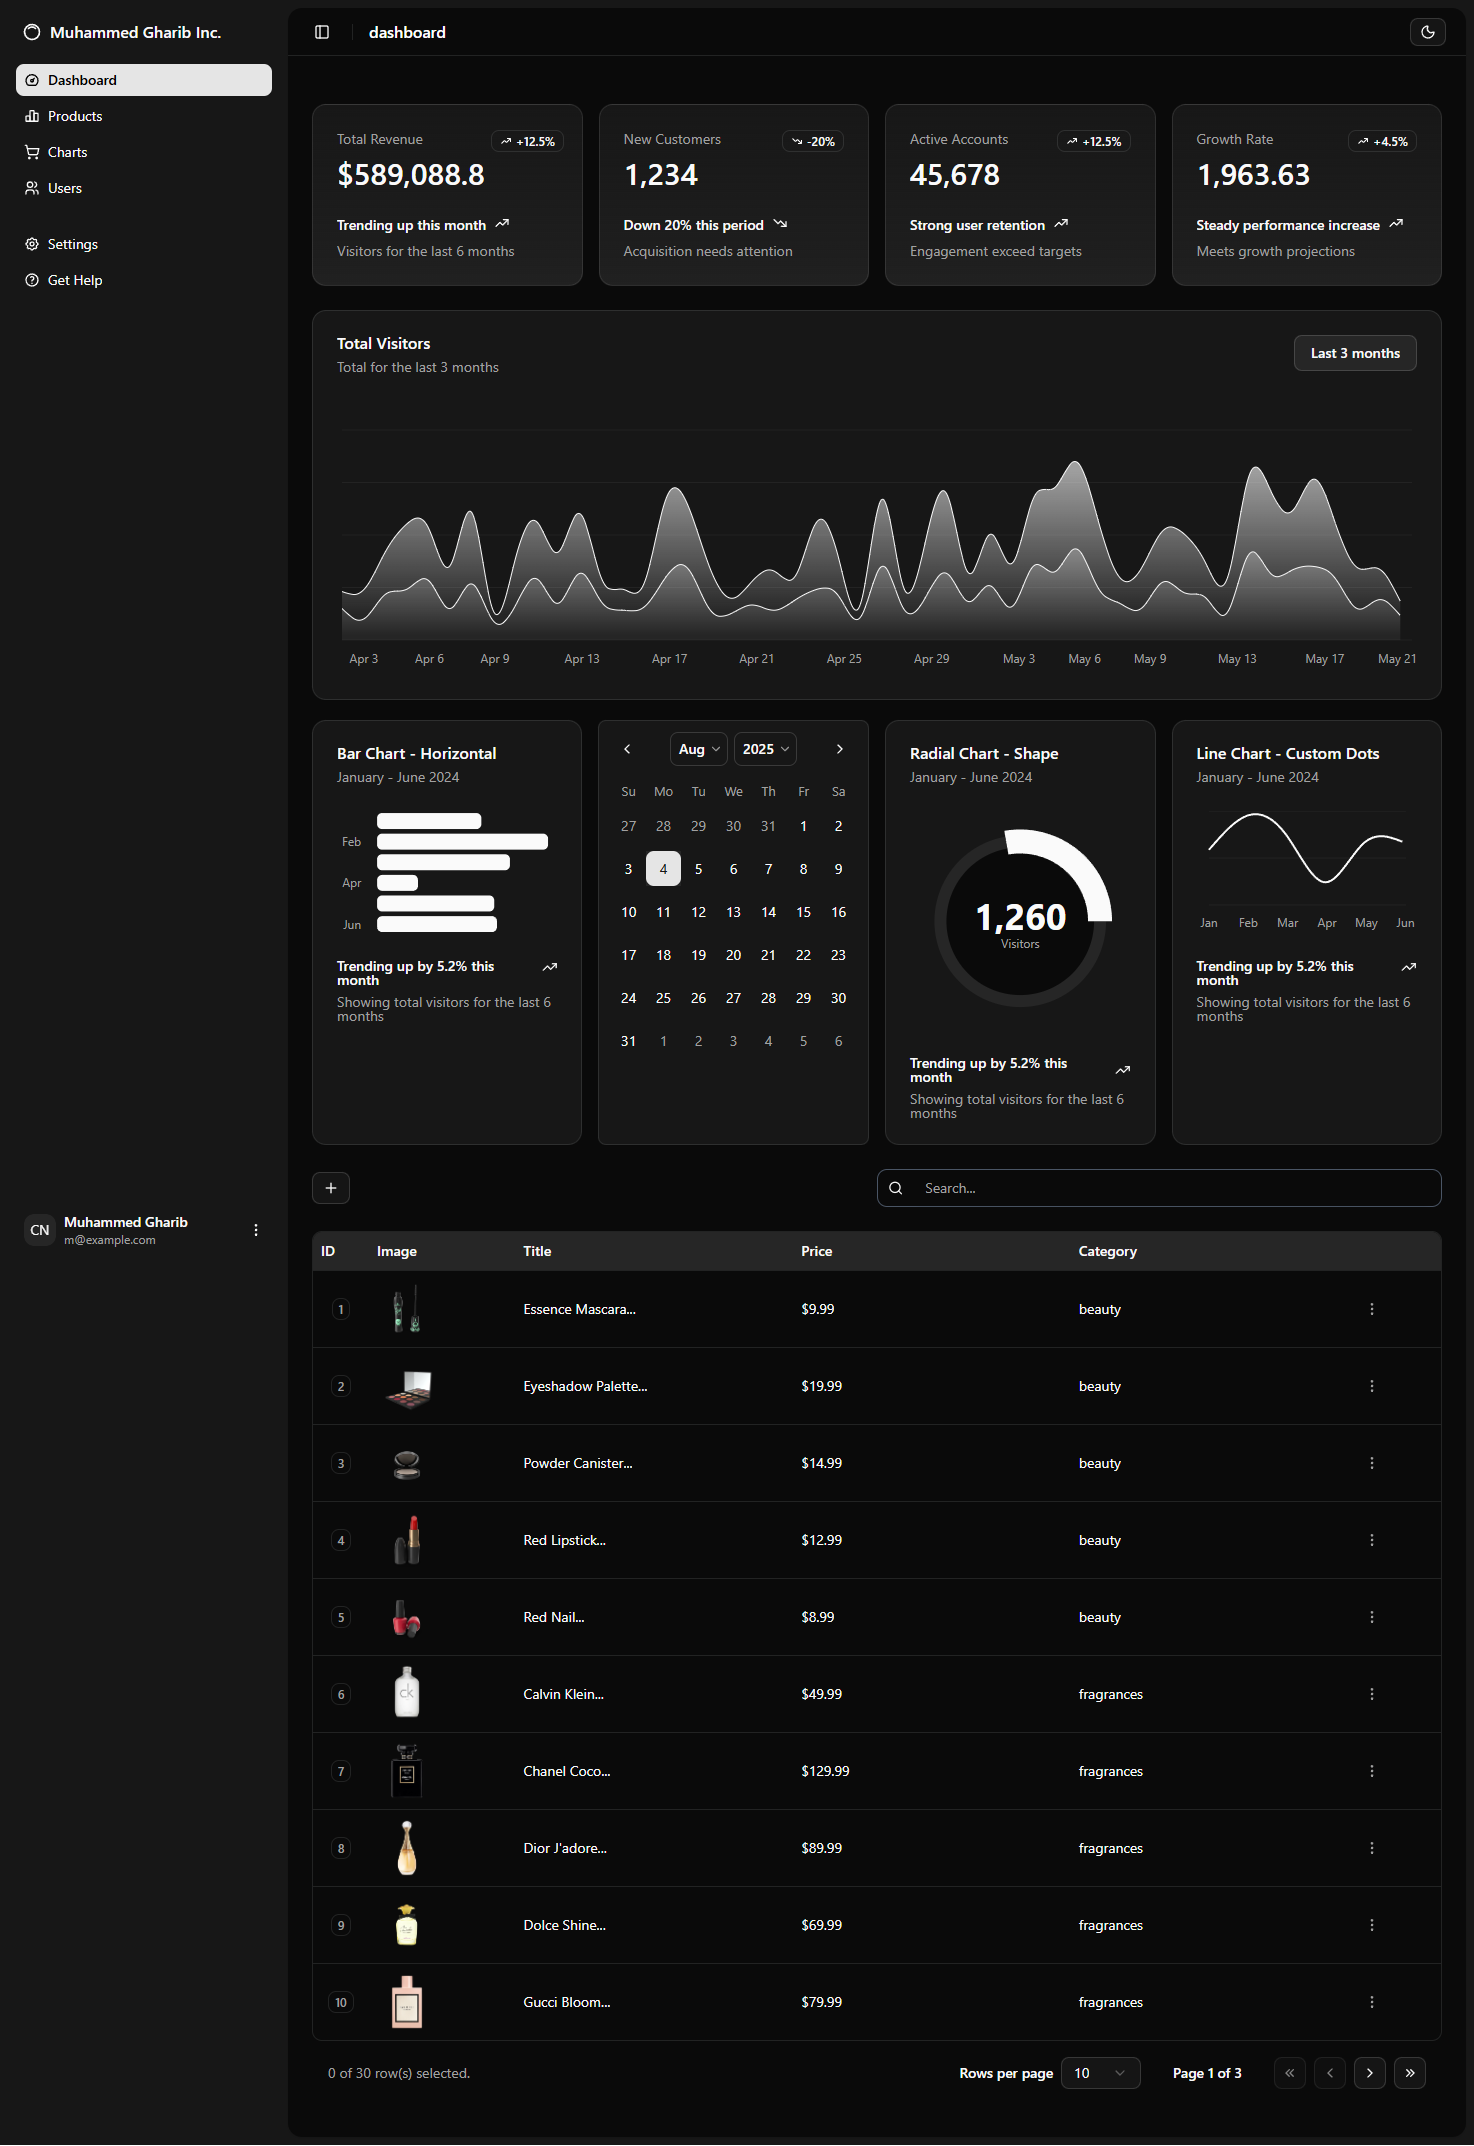 Muhammed Gharib Inc.
Dashboard
Products
Charts
Users
Settings
Get Help
CN
Muhammed Gharib
m@example.com
dashboard
Total Revenue
+12.5%
$589,088.8
Trending up this month
Visitors for the last 6 months
New Customers
-20%
1,234
Down 20% this period
Acquisition needs attention
Active Accounts
+12.5%
45,678
Strong user retention
Engagement exceed targets
Growth Rate
+4.5%
1,963.63
Steady performance increase
Meets growth projections
Total Visitors
Total for the last 3 months
Last 3 months
Apr 3 Apr 6 Apr 9 Apr 13 Apr 17 Apr 21 Apr 25 Apr 29 May 3 May 6 May 9 May 13 May 17 May 21
Bar Chart - Horizontal
January - June 2024
Feb
Apr
Jun
Trending up by 5.2% this
month
Showing total visitors for the last 6
months
Aug 2025
Su Mo Tu We Th Fr Sa
27 28 29 30 31 1 2
3 4 5 6 7 8 9
10 11 12 13 14 15 16
17 18 19 20 21 22 23
24 25 26 27 28 29 30
31 1 2 3 4 5 6
Radial Chart - Shape
January - June 2024
1,260
Visitors
Trending up by 5.2% this
month
Showing total visitors for the last 6
months
Line Chart - Custom Dots
January - June 2024
Jan Feb Mar Apr May Jun
Trending up by 5.2% this
month
Showing total visitors for the last 6
months
Search...
ID Image Title Price Category
1 Essence Mascara... $9.99 beauty
2 Eyeshadow Palette... $19.99 beauty
3 Powder Canister... $14.99 beauty
4 Red Lipstick... $12.99 beauty
5 Red Nail... $8.99 beauty
6 Calvin Klein... $49.99 fragrances
7 Chanel Coco... $129.99 fragrances
8 Dior J'adore... $89.99 fragrances
9 Dolce Shine... $69.99 fragrances
10 Gucci Bloom... $79.99 fragrances
0 of 30 row(s) selected.
Rows per page 10
Page 1 of 3